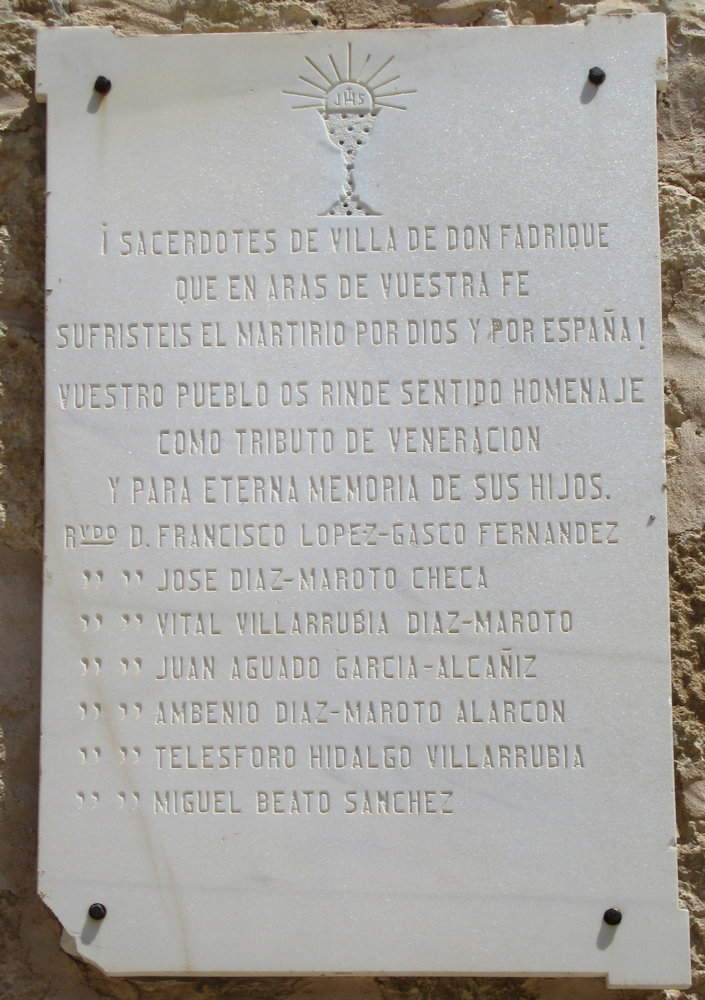 JHS
¡SACERDOTES DE VILLA DE DON FADRIQUE
QUE EN ARAS DE VUESTRA FE
SUFRISTEIS EL MARTIRIO POR DIOS Y POR ESPAÑA!
VUESTRO PUEBLO OS RINDE SENTIDO HOMENAJE
COMO TRIBUTO DE VENERACION
Y PARA ETERNA MEMORIA DE SUS HIJOS.
RVDO D. FRANCISCO LOPEZ-GASCO FERNANDEZ
" " JOSE DIAZ-MAROTO CHECA
" " VITAL VILLARRUBIA DIAZ-MAROTO
" " JUAN AGUADO GARCIA-ALCAÑIZ
" " AMBENIO DIAZ-MAROTO ALARCON
" " TELESFORO HIDALGO VILLARRUBIA
" " MIGUEL BEATO SANCHEZ